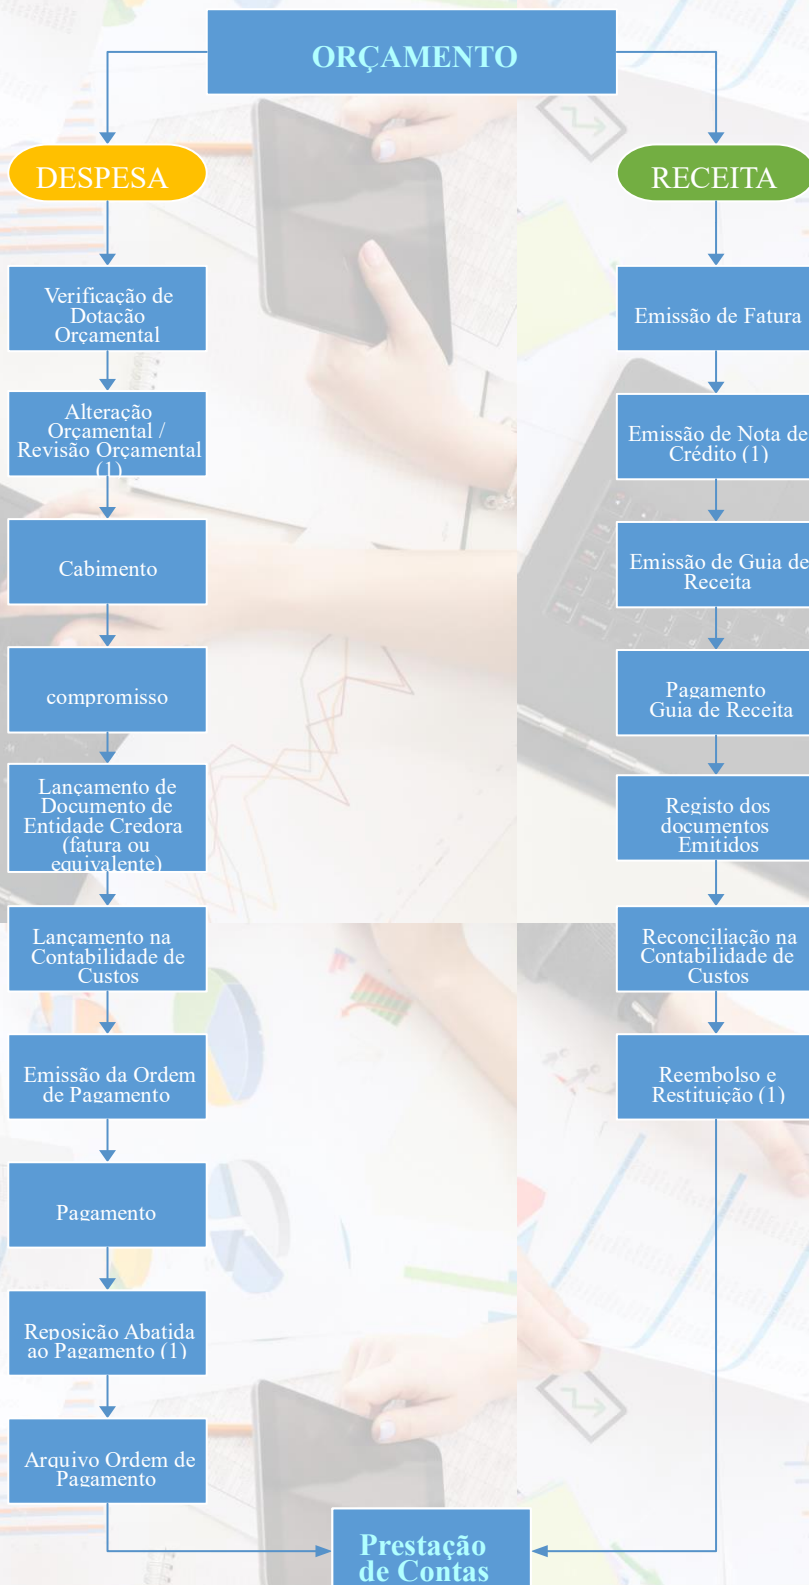 ORÇAMENTO
DESPESA
RECEITA
Verificação de
Dotação
Orçamental
Emissão de Fatura
Alteração
Orçamental /
Revisão Orçamental
(1)
Emissão de Nota de
Crédito (1)
Cabimento
Emissão de Guia de
Receita
compromisso
Pagamento
Guia de Receita
Lançamento de
Documento de
Entidade Credora
(fatura ou
equivalente)
Registo dos
documentos
Emitidos
Lançamento na
Contabilidade de
Custos
Reconciliação na
Contabilidade de
Custos
Emissão da Ordem
de Pagamento
Reembolso e
Restituição (1)
Pagamento
Reposição Abatida
ao Pagamento (1)
Arquivo Ordem de
Pagamento
Prestação
de Contas